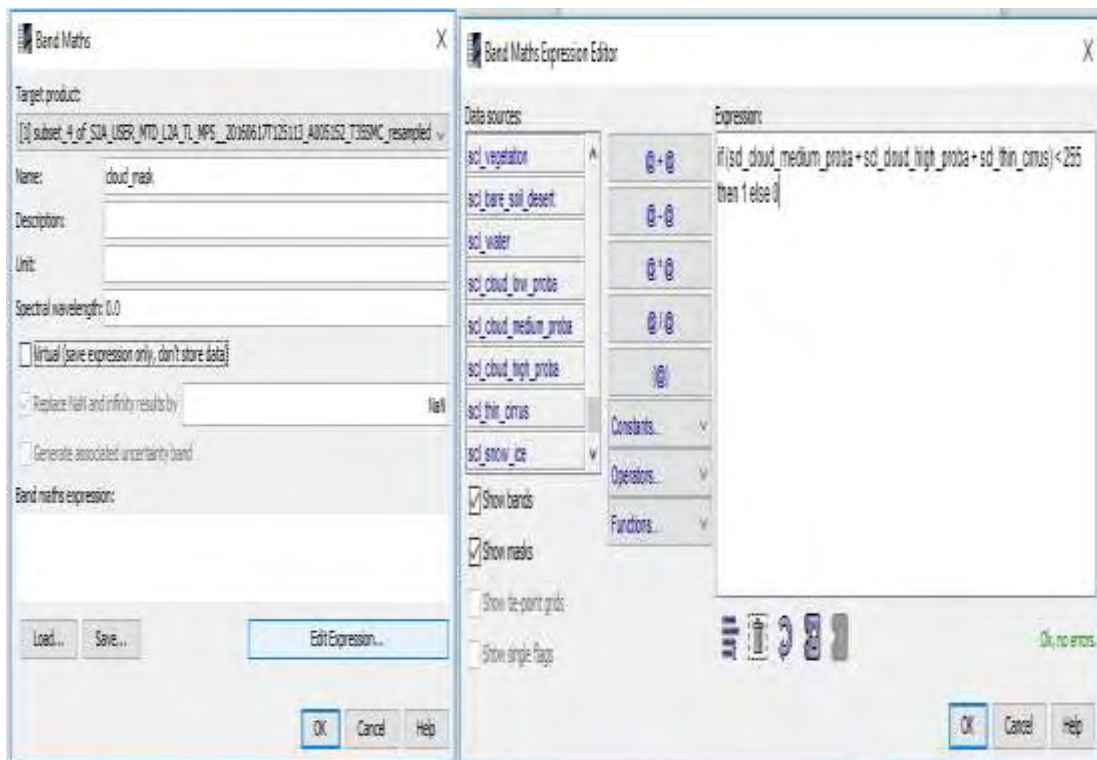 Band Maths
Target product:
[1] subset_4_of_S2A_USER_MTD_L2A_TL_MPS__20160617T125113_A005152_T35SMC_resampled
Name: cloud_mask
Description:
Unit:
Spectral wavelength: 0.0
Virtual (save expression only, don't store data)
Replace NaN and infinity results by NaN
Generate associated uncertainty band
Band maths expression:
Load... Save... Edit Expression...
OK Cancel Help
Band Maths Expression Editor
Data sources:
scl_vegetation
scl_bare_soil_desert
scl_water
scl_cloud_low_proba
scl_cloud_medium_proba
scl_cloud_high_proba
scl_thin_cirrus
scl_snow_ice
Show bands
Show masks
Show tie-point grids
Show single flags
@ + @
@ - @
@ * @
@ / @
(@)
Constants...
Operators...
Functions...
Expression:
if (scl_cloud_medium_proba + scl_cloud_high_proba + scl_thin_cirrus) < 255
then 1 else 0
Ok, no errors.
OK Cancel Help